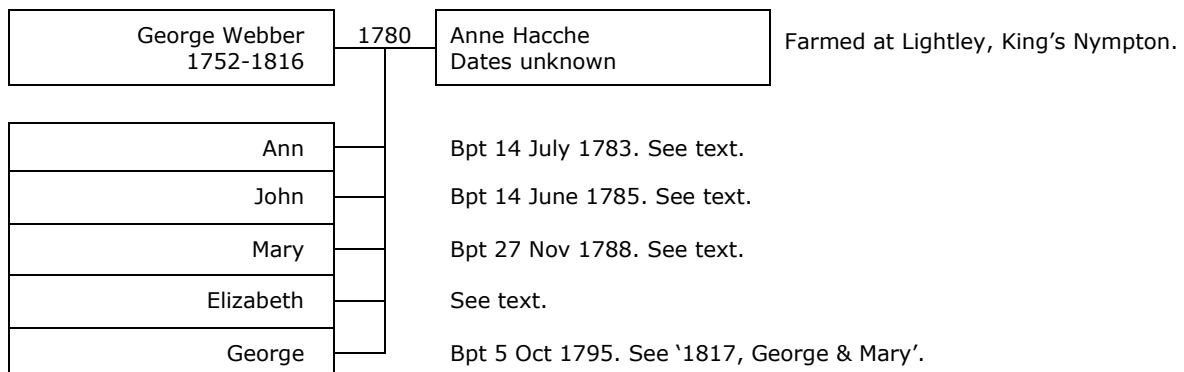 George Webber
1752-1816
1780
Anne Hacche
Dates unknown
Farmed at Lightley, King’s Nympton.
Ann
Bpt 14 July 1783. See text.
John
Bpt 14 June 1785. See text.
Mary
Bpt 27 Nov 1788. See text.
Elizabeth
See text.
George
Bpt 5 Oct 1795. See ‘1817, George & Mary’.